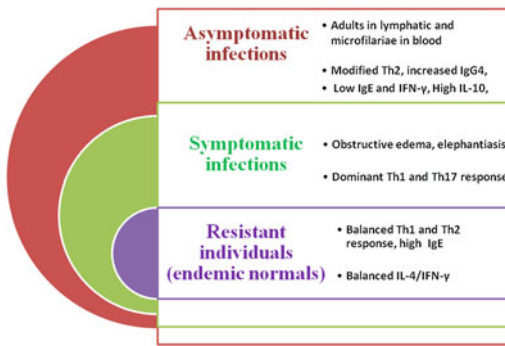 Asymptomatic
infections
• Adults in lymphatic and
microfilariae in blood
• Modified Th2, increased IgG4,
• Low IgE and IFN-γ, High IL-10,
Symptomatic
infections
• Obstructive edema, elephantiasis
• Dominant Th1 and Th17 response
Resistant
individuals
(endemic normals)
• Balanced Th1 and Th2
response, high IgE
• Balanced IL-4/IFN-γ